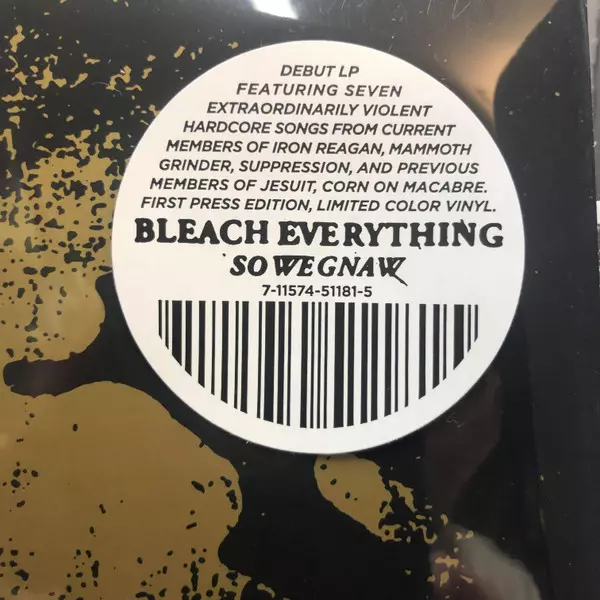 DEBUT LP
FEATURING SEVEN
EXTRAORDINARILY VIOLENT
HARDCORE SONGS FROM CURRENT
MEMBERS OF IRON REAGAN, MAMMOTH
GRINDER, SUPPRESSION, AND PREVIOUS
MEMBERS OF JESUIT, CORN ON MACABRE.
FIRST PRESS EDITION, LIMITED COLOR VINYL.
BLEACH EVERYTHING
SO WE GNAW
7-11574-51181-5